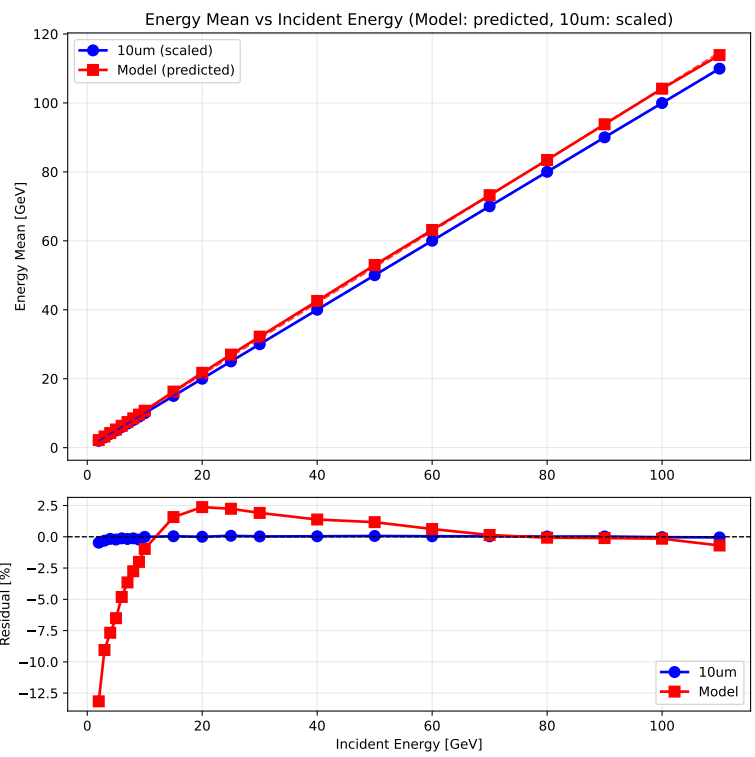 Energy Mean vs Incident Energy (Model: predicted, 10um: scaled)
120
100
80
60
40
20
0
Energy Mean [GeV]
10um (scaled)
Model (predicted)
0 20 40 60 80 100
2.5
0.0
−2.5
−5.0
−7.5
−10.0
−12.5
Residual [%]
10um
Model
0 20 40 60 80 100
Incident Energy [GeV]